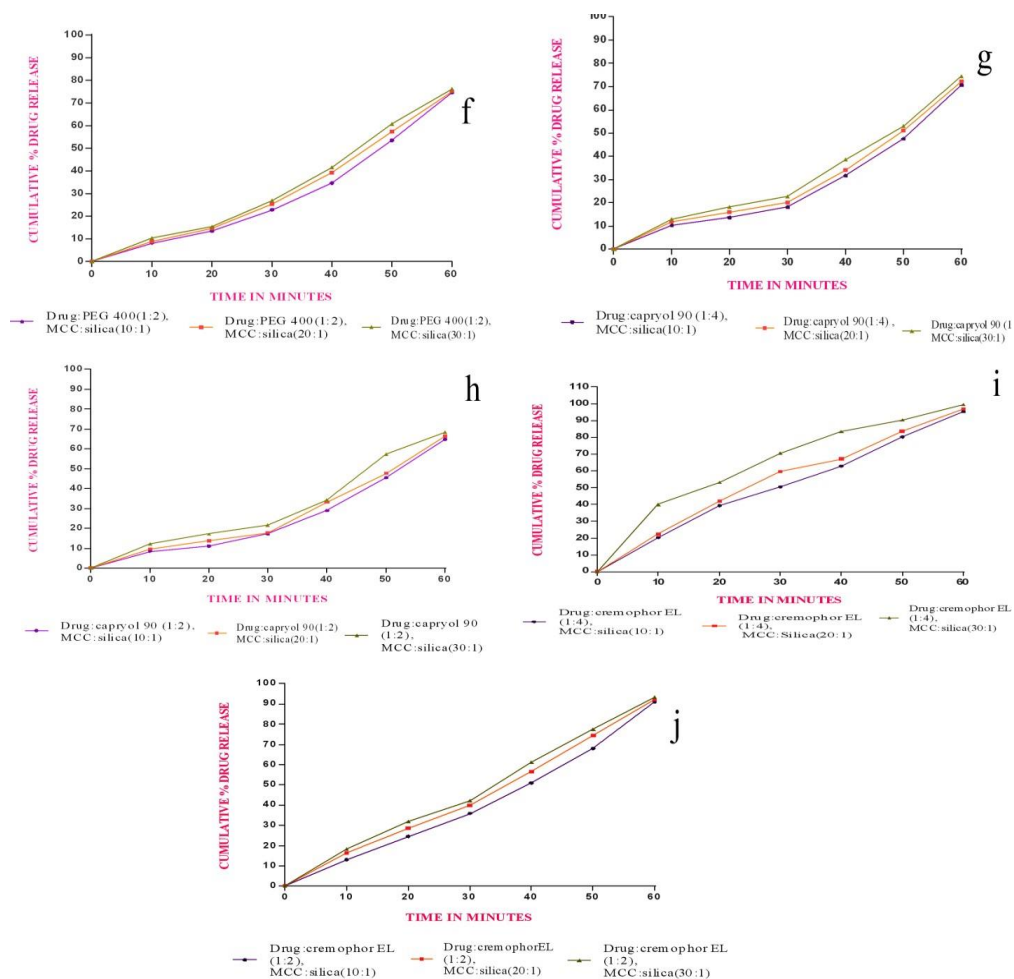 100
90
80
70
60
50
40
30
20
10
0
CUMULATIVE % DRUG RELEASE
f
0 10 20 30 40 50 60
TIME IN MINUTES
Drug:PEG 400(1:2),
MCC:silica(10:1)
Drug:PEG 400(1:2),
MCC:silica(20:1)
Drug:PEG 400(1:2),
MCC:silica(30:1)
100
90
80
70
60
50
40
30
20
10
0
CUMULATIVE % DRUG RELEASE
g
0 10 20 30 40 50 60
TIME IN MINUTES
Drug:capryol 90(1:4),
MCC:silica(10:1)
Drug:capryol 90(1:4),
MCC:silica(20:1)
Drug:capryol 90 (1
MCC:silica(30:1)
100
90
80
70
60
50
40
30
20
10
0
CUMULATIVE % DRUG RELEASE
h
0 10 20 30 40 50 60
TIME IN MINUTES
Drug:capryol 90 (1:2),
MCC:silica(10:1)
Drug:capryol 90(1:2)
MCC:silica(20:1)
Drug:capryol 90
(1:2),
MCC:silica(30:1)
110
100
90
80
70
60
50
40
30
20
10
0
CUMULATIVE % DRUG RELEASE
i
0 10 20 30 40 50 60
TIME IN MINUTES
Drug:cremophor EL
(1:4),
MCC:silica(10:1)
Drug:cremophor EL
(1:4),
MCC:Silica(20:1)
Drug:cremophor EL
(1:4),
MCC:silica(30:1)
100
90
80
70
60
50
40
30
20
10
0
CUMULATIVE % DRUG RELEASE
j
0 10 20 30 40 50 60
TIME IN MINUTES
Drug:cremophor EL
(1:2),
MCC:silica(10:1)
Drug:cremophorEL
(1:2),
MCC:silica(20:1)
Drug:cremophor EL
(1:2),
MCC:silica(30:1)